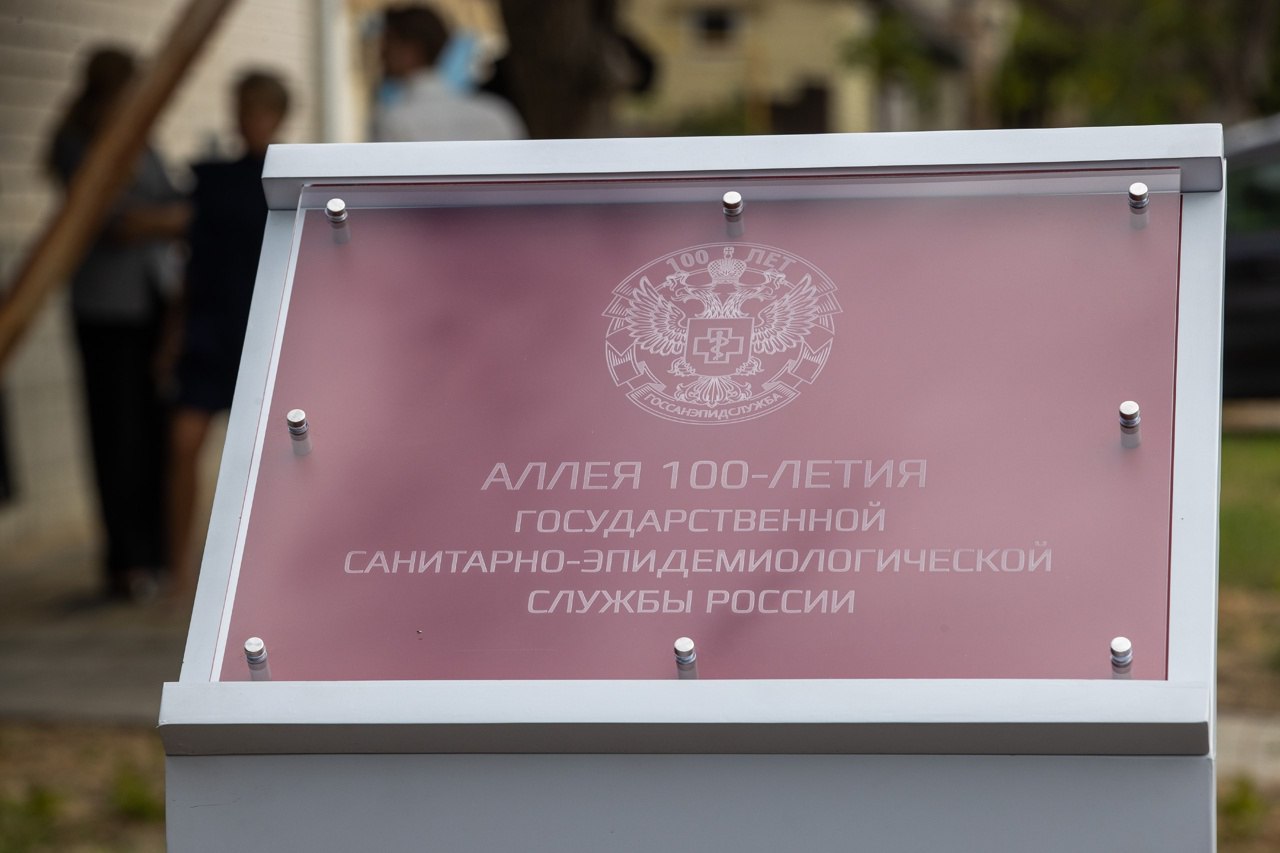 100 ЛЕТ
ГОССАНЭПИДСЛУЖБА
АЛЛЕЯ 100-ЛЕТИЯ
ГОСУДАРСТВЕННОЙ
САНИТАРНО-ЭПИДЕМИОЛОГИЧЕСКОЙ
СЛУЖБЫ РОССИИ